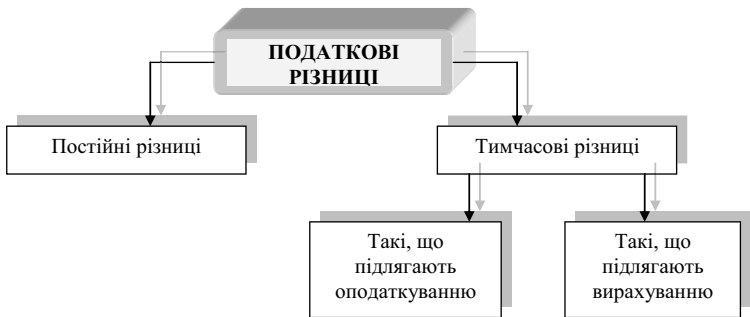 ПОДАТКОВІ
РІЗНИЦІ
Постійні різниці
Тимчасові різниці
Такі, що
підлягають
оподаткуванню
Такі, що
підлягають
вирахуванню